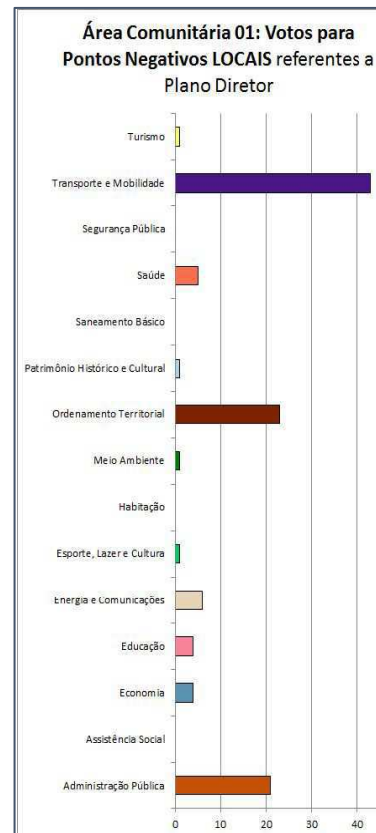 Área Comunitária 01: Votos para
Pontos Negativos LOCAIS referentes a
Plano Diretor
Turismo
Transporte e Mobilidade
Segurança Pública
Saúde
Saneamento Básico
Patrimônio Histórico e Cultural
Ordenamento Territorial
Meio Ambiente
Habitação
Esporte, Lazer e Cultura
Energia e Comunicações
Educação
Economia
Assistência Social
Administração Pública
0 10 20 30 40